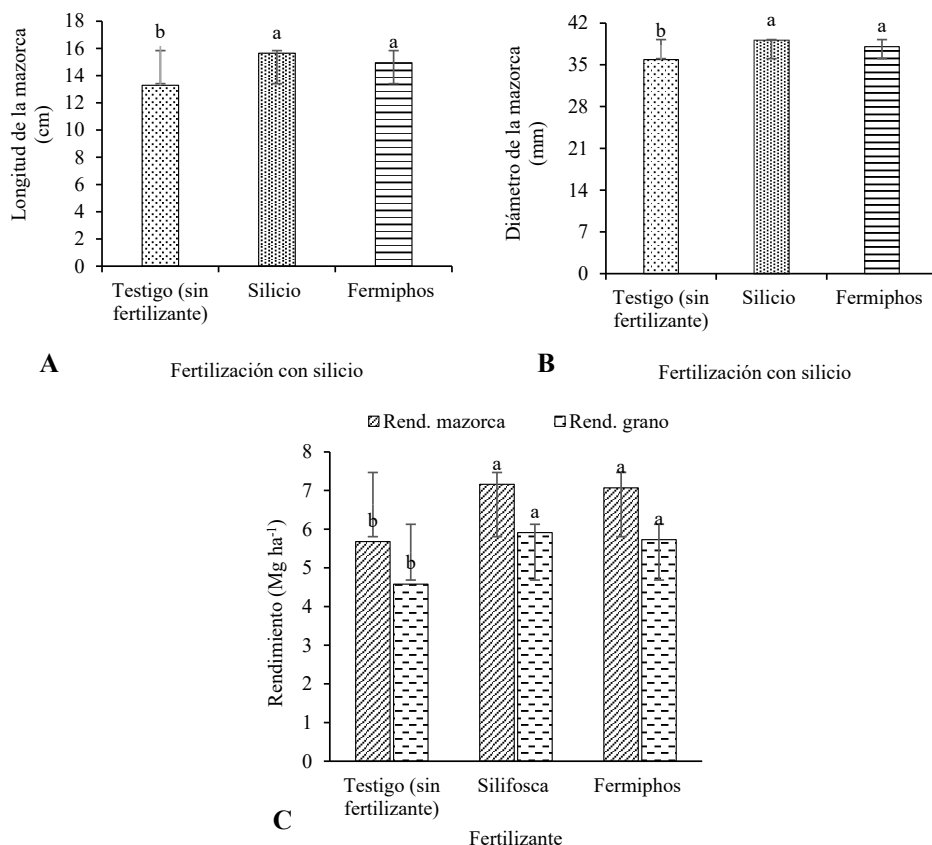 Longitud de la mazorca
(cm)
18
16
14
12
10
8
6
4
2
0
b
a
a
Testigo (sin
fertilizante)
Silicio
Fermiphos
A
Fertilización con silicio
Diámetro de la mazorca
(mm)
42
35
28
21
14
7
0
b
a
a
Testigo (sin
fertilizante)
Silicio
Fermiphos
B
Fertilización con silicio
Rend. mazorca
Rend. grano
Rendimiento (Mg ha⁻¹)
8
7
6
5
4
3
2
1
0
b
b
a
a
a
a
Testigo (sin
fertilizante)
Silifosca
Fermiphos
C
Fertilizante